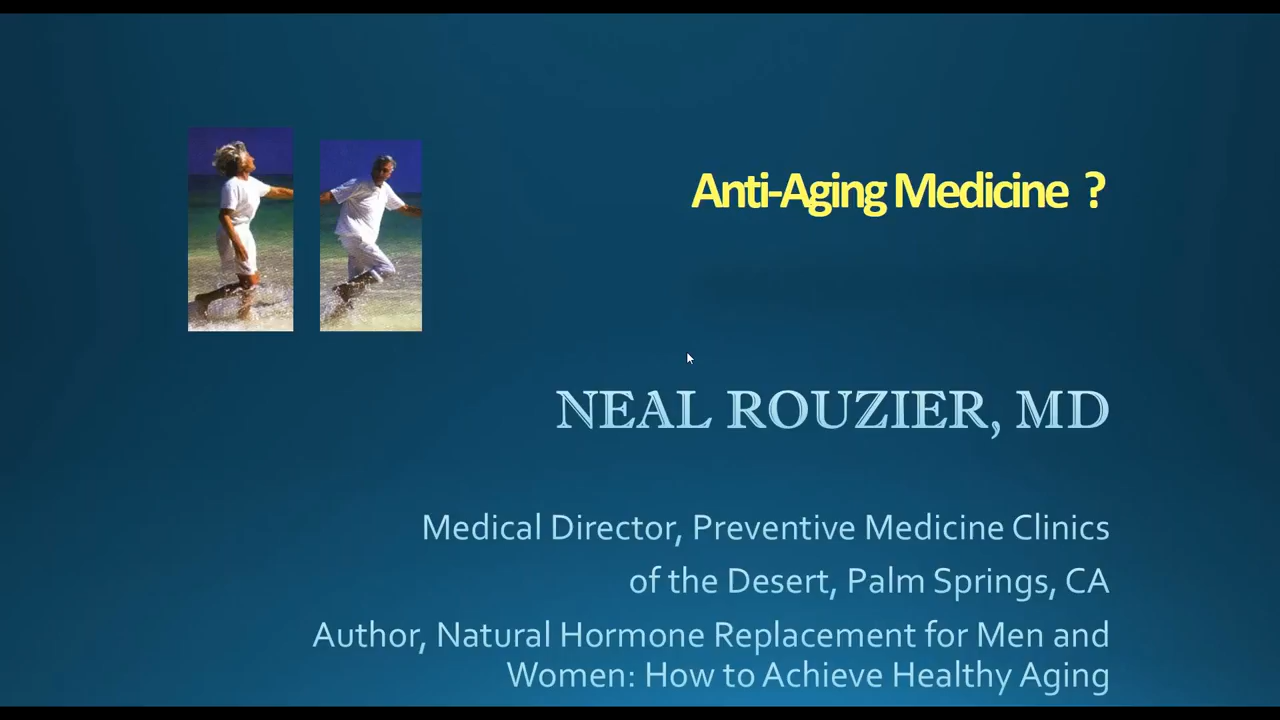 Anti-Aging Medicine ?
NEAL ROUZIER, MD
Medical Director, Preventive Medicine Clinics
of the Desert, Palm Springs, CA
Author, Natural Hormone Replacement for Men and
Women: How to Achieve Healthy Aging